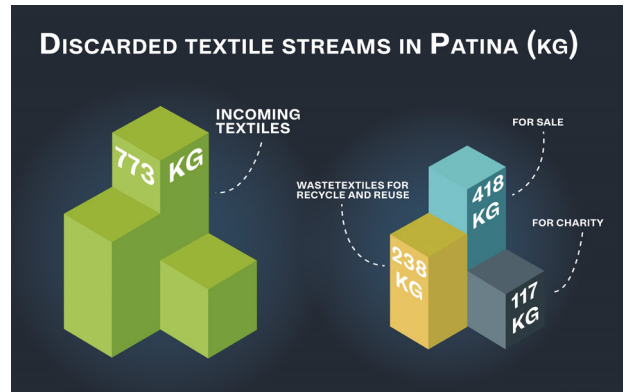 DISCARDED TEXTILE STREAMS IN PATINA (KG)
INCOMING
TEXTILES
773 KG
FOR SALE
418
KG
WASTETEXTILES FOR
RECYCLE AND REUSE
238
KG
FOR CHARITY
117
KG